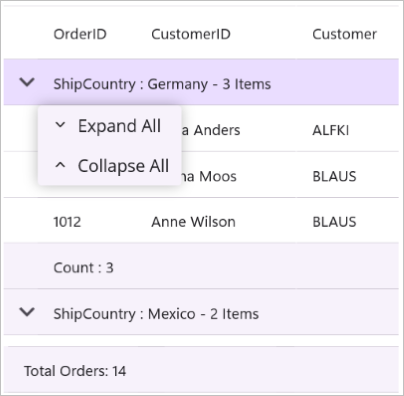 OrderID CustomerID Customer
ShipCountry : Germany - 3 Items
Expand All
Anders ALFKI
Collapse All
Moos BLAUS
1012 Anne Wilson BLAUS
Count : 3
ShipCountry : Mexico - 2 Items
Total Orders: 14